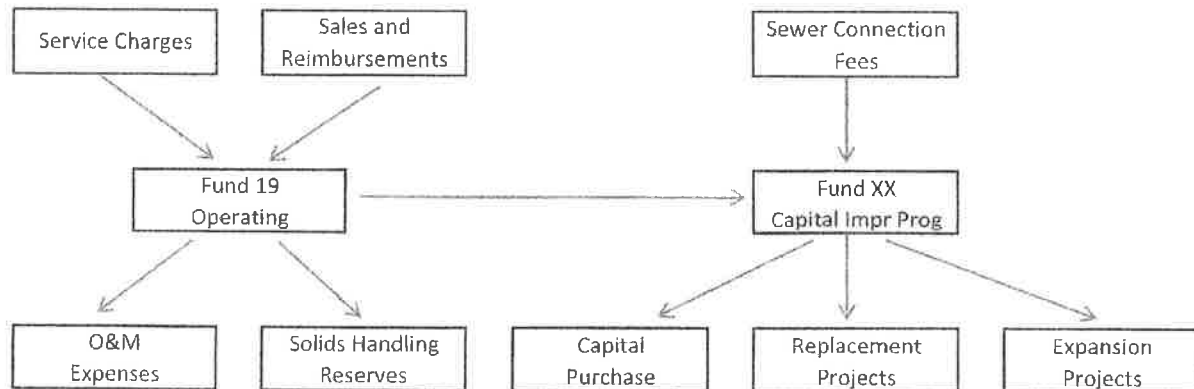 Service Charges
Sales and
Reimbursements
Sewer Connection
Fees
Fund 19
Operating
Fund XX
Capital Impr Prog
O&M
Expenses
Solids Handling
Reserves
Capital
Purchase
Replacement
Projects
Expansion
Projects